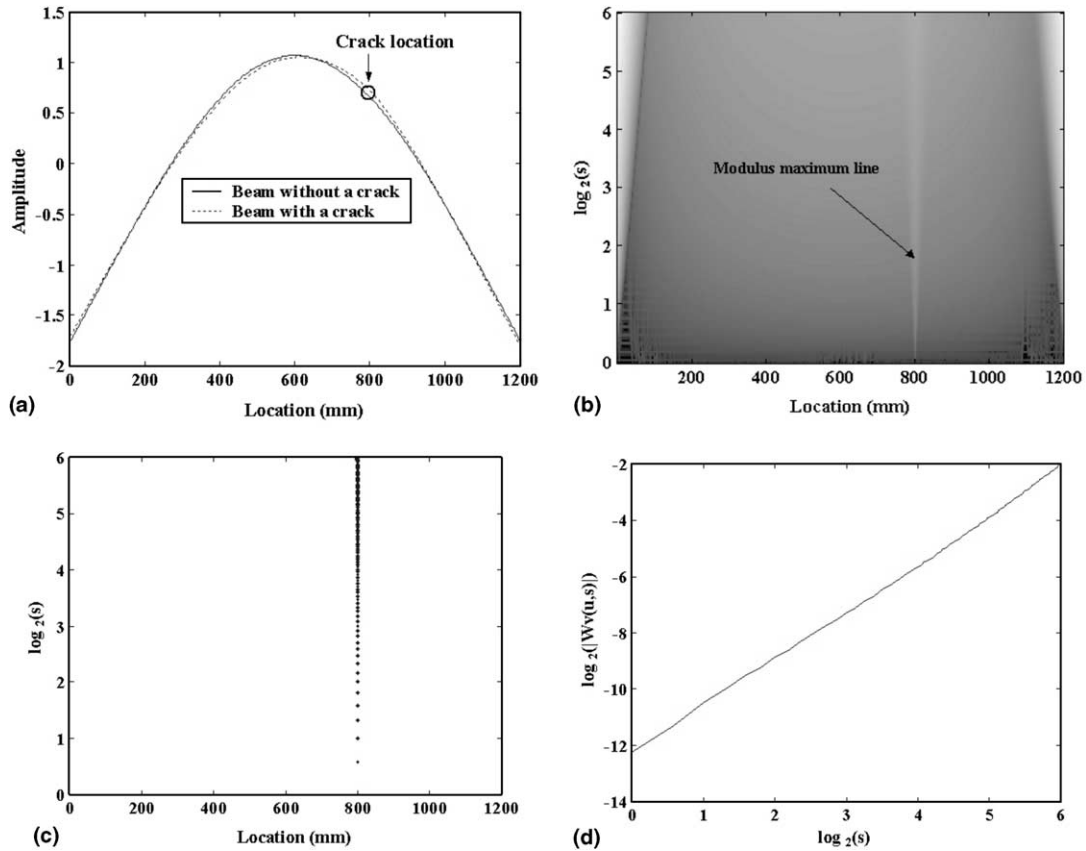 1.5
1
0.5
0
-0.5
-1
-1.5
-2
Amplitude
Crack location
Beam without a crack
Beam with a crack
0 200 400 600 800 1000 1200
Location (mm)
(a)
6
5
4
3
2
1
0
log 2(s)
Modulus maximum line
200 400 600 800 1000 1200
Location (mm)
(b)
6
5
4
3
2
1
0
log 2(s)
0 200 400 600 800 1000 1200
Location (mm)
(c)
-2
-4
-6
-8
-10
-12
-14
log 2(|Wv(u,s)|)
0 1 2 3 4 5 6
log 2(s)
(d)